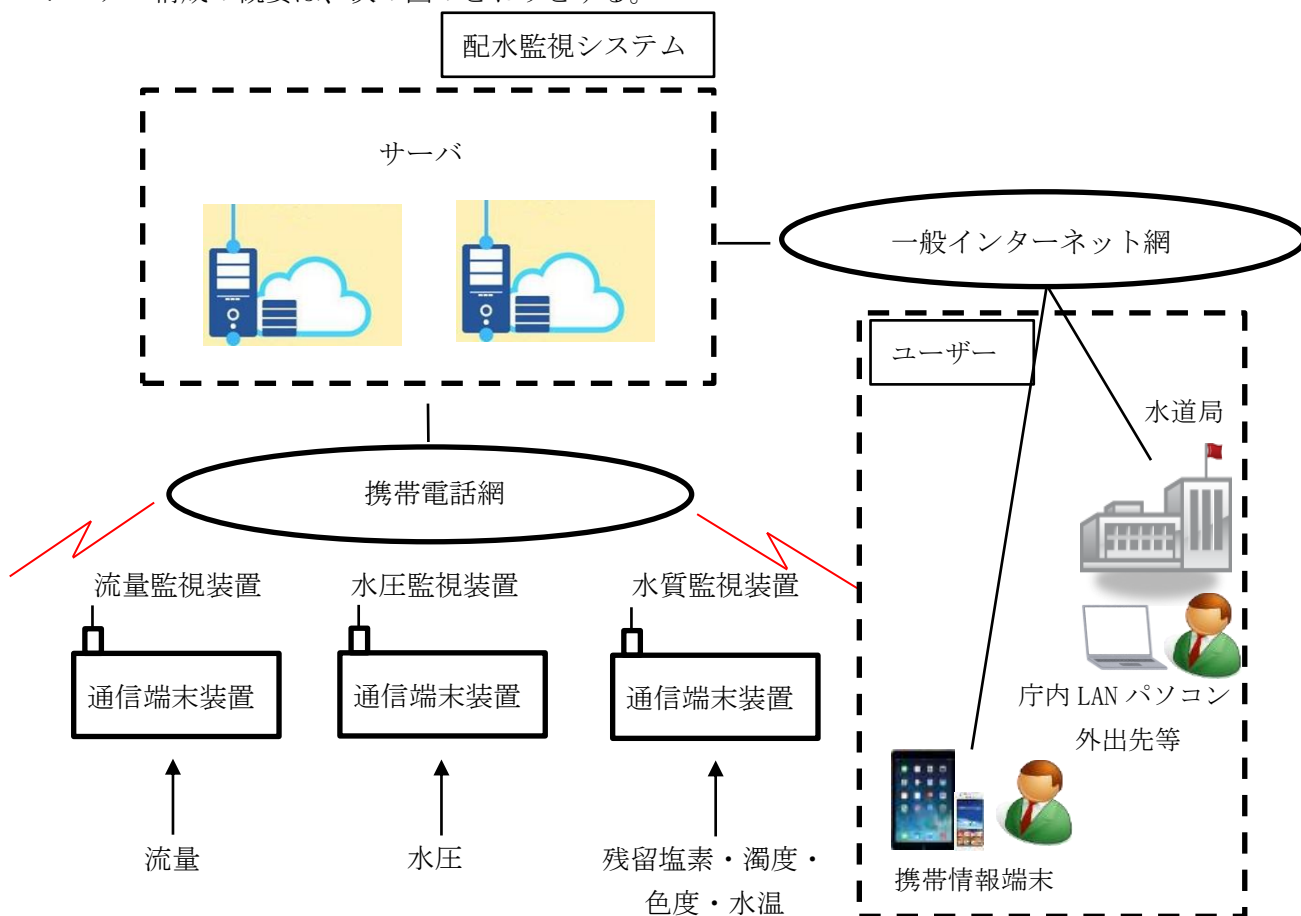 配水監視システム
サーバ
一般インターネット網
ユーザー
水道局
携帯電話網
流量監視装置
水圧監視装置
水質監視装置
通信端末装置
通信端末装置
通信端末装置
庁内 LAN パソコン
外出先等
流量
水圧
残留塩素・濁度・
色度・水温
携帯情報端末